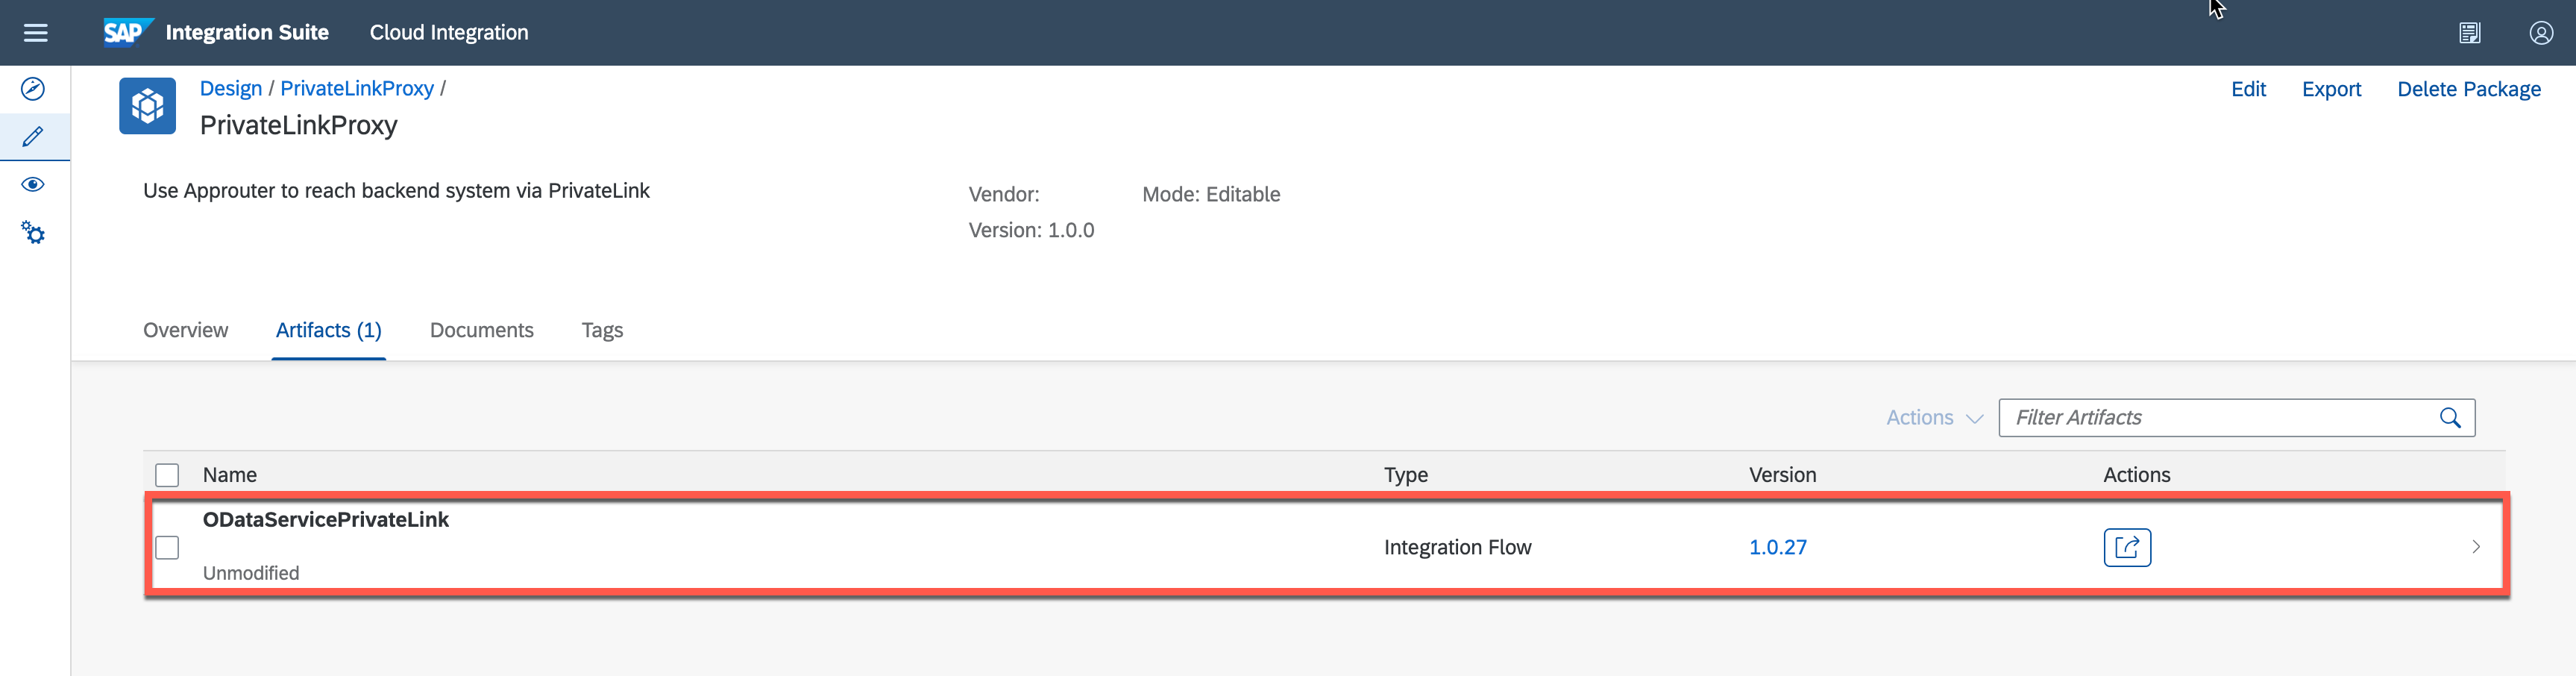 SAP Integration Suite Cloud Integration
Design / PrivateLinkProxy /
PrivateLinkProxy
Edit Export Delete Package
Use Approuter to reach backend system via PrivateLink
Vendor: Mode: Editable
Version: 1.0.0
Overview Artifacts (1) Documents Tags
Actions Filter Artifacts
Name Type Version Actions
ODataServicePrivateLink
Integration Flow 1.0.27
Unmodified